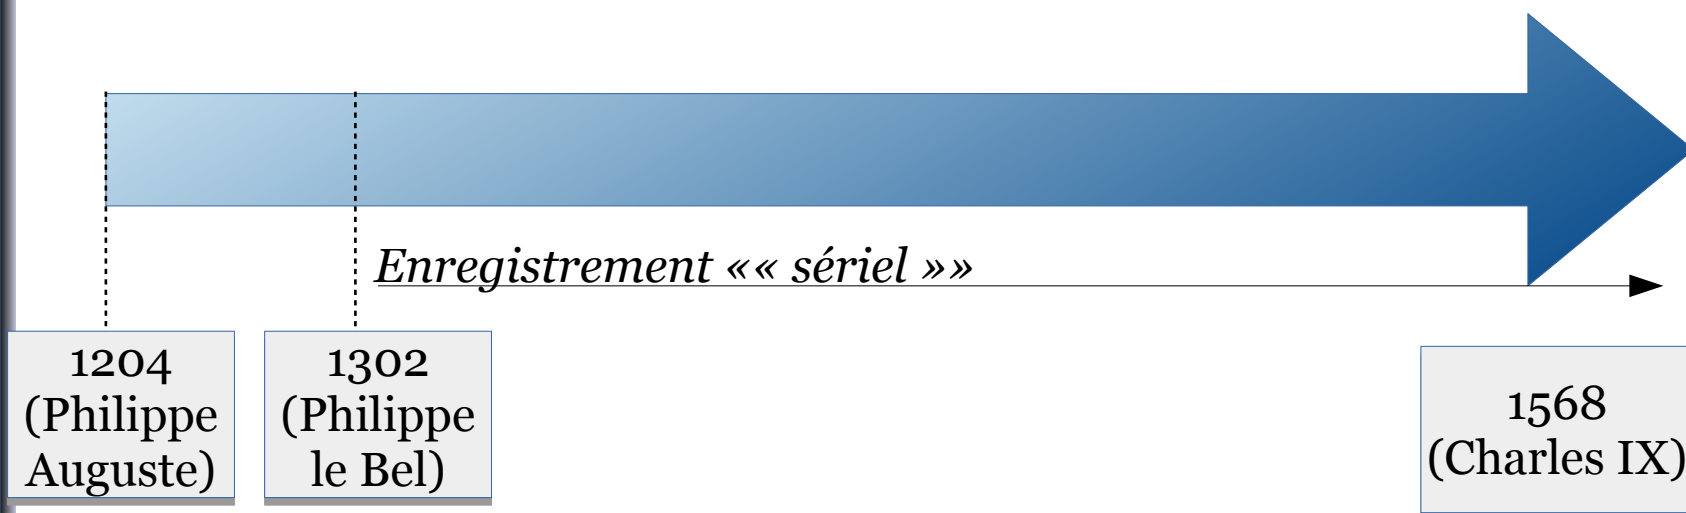 Enregistrement «« sériel »»
1204
(Philippe
Auguste)
1302
(Philippe
le Bel)
1568
(Charles IX)